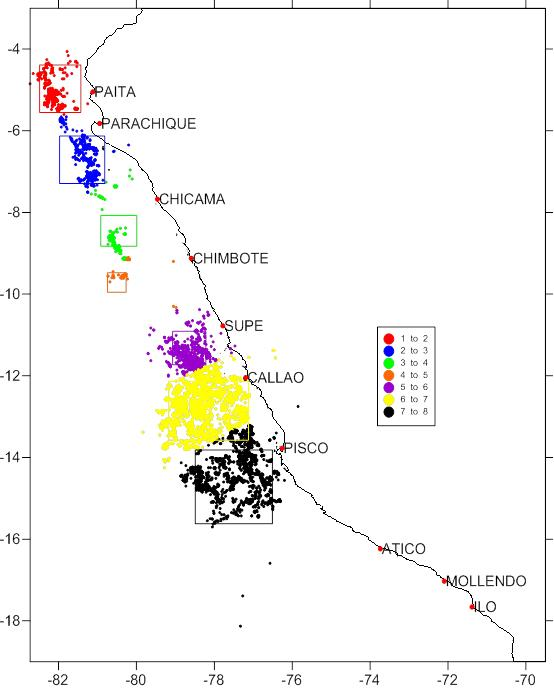 -4
PAITA
PARACHIQUE
-6
CHICAMA
-8
CHIMBOTE
-10
SUPE
1 to 2
2 to 3
3 to 4
4 to 5
5 to 6
6 to 7
7 to 8
-12
CALLAO
PISCO
-14
-16
ATICO
MOLLENDO
ILO
-18
-82 -80 -78 -76 -74 -72 -70